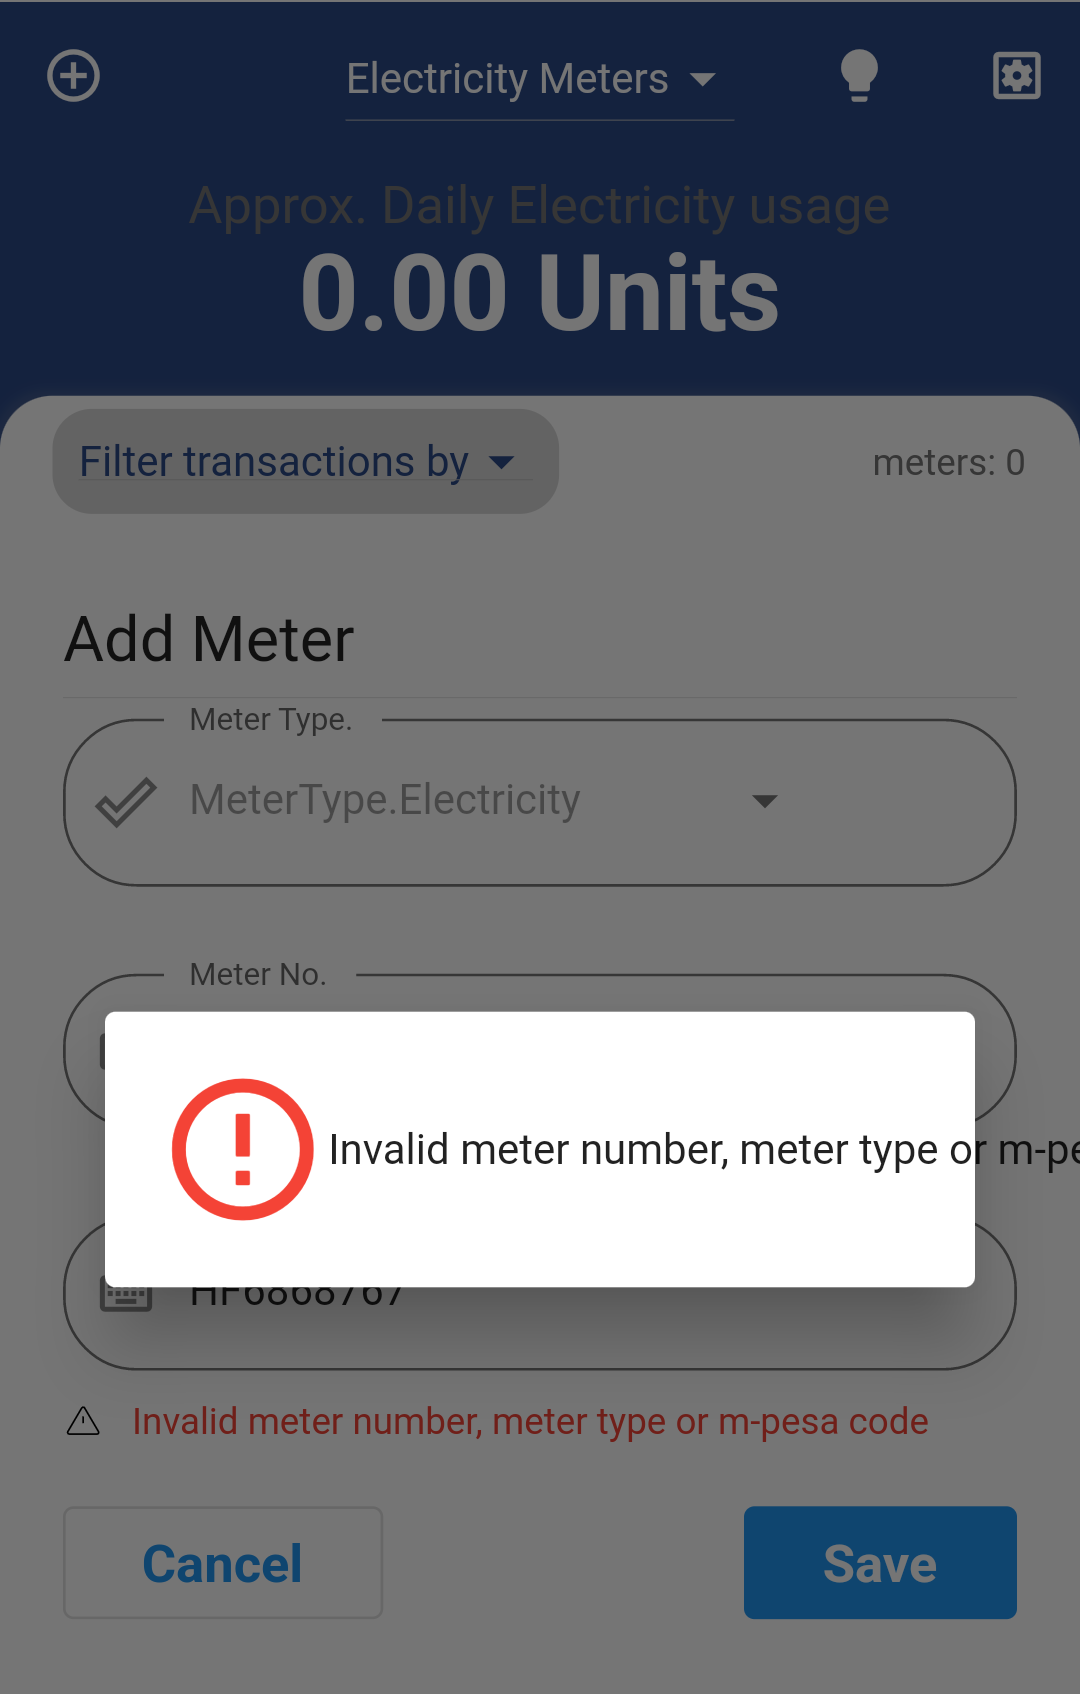 Electricity Meters
Approx. Daily Electricity usage
0.00 Units
Filter transactions by
meters: 0
Add Meter
Meter Type.
MeterType.Electricity
Meter No.
Invalid meter number, meter type or m-pe
HF6868767
Invalid meter number, meter type or m-pesa code
Cancel
Save